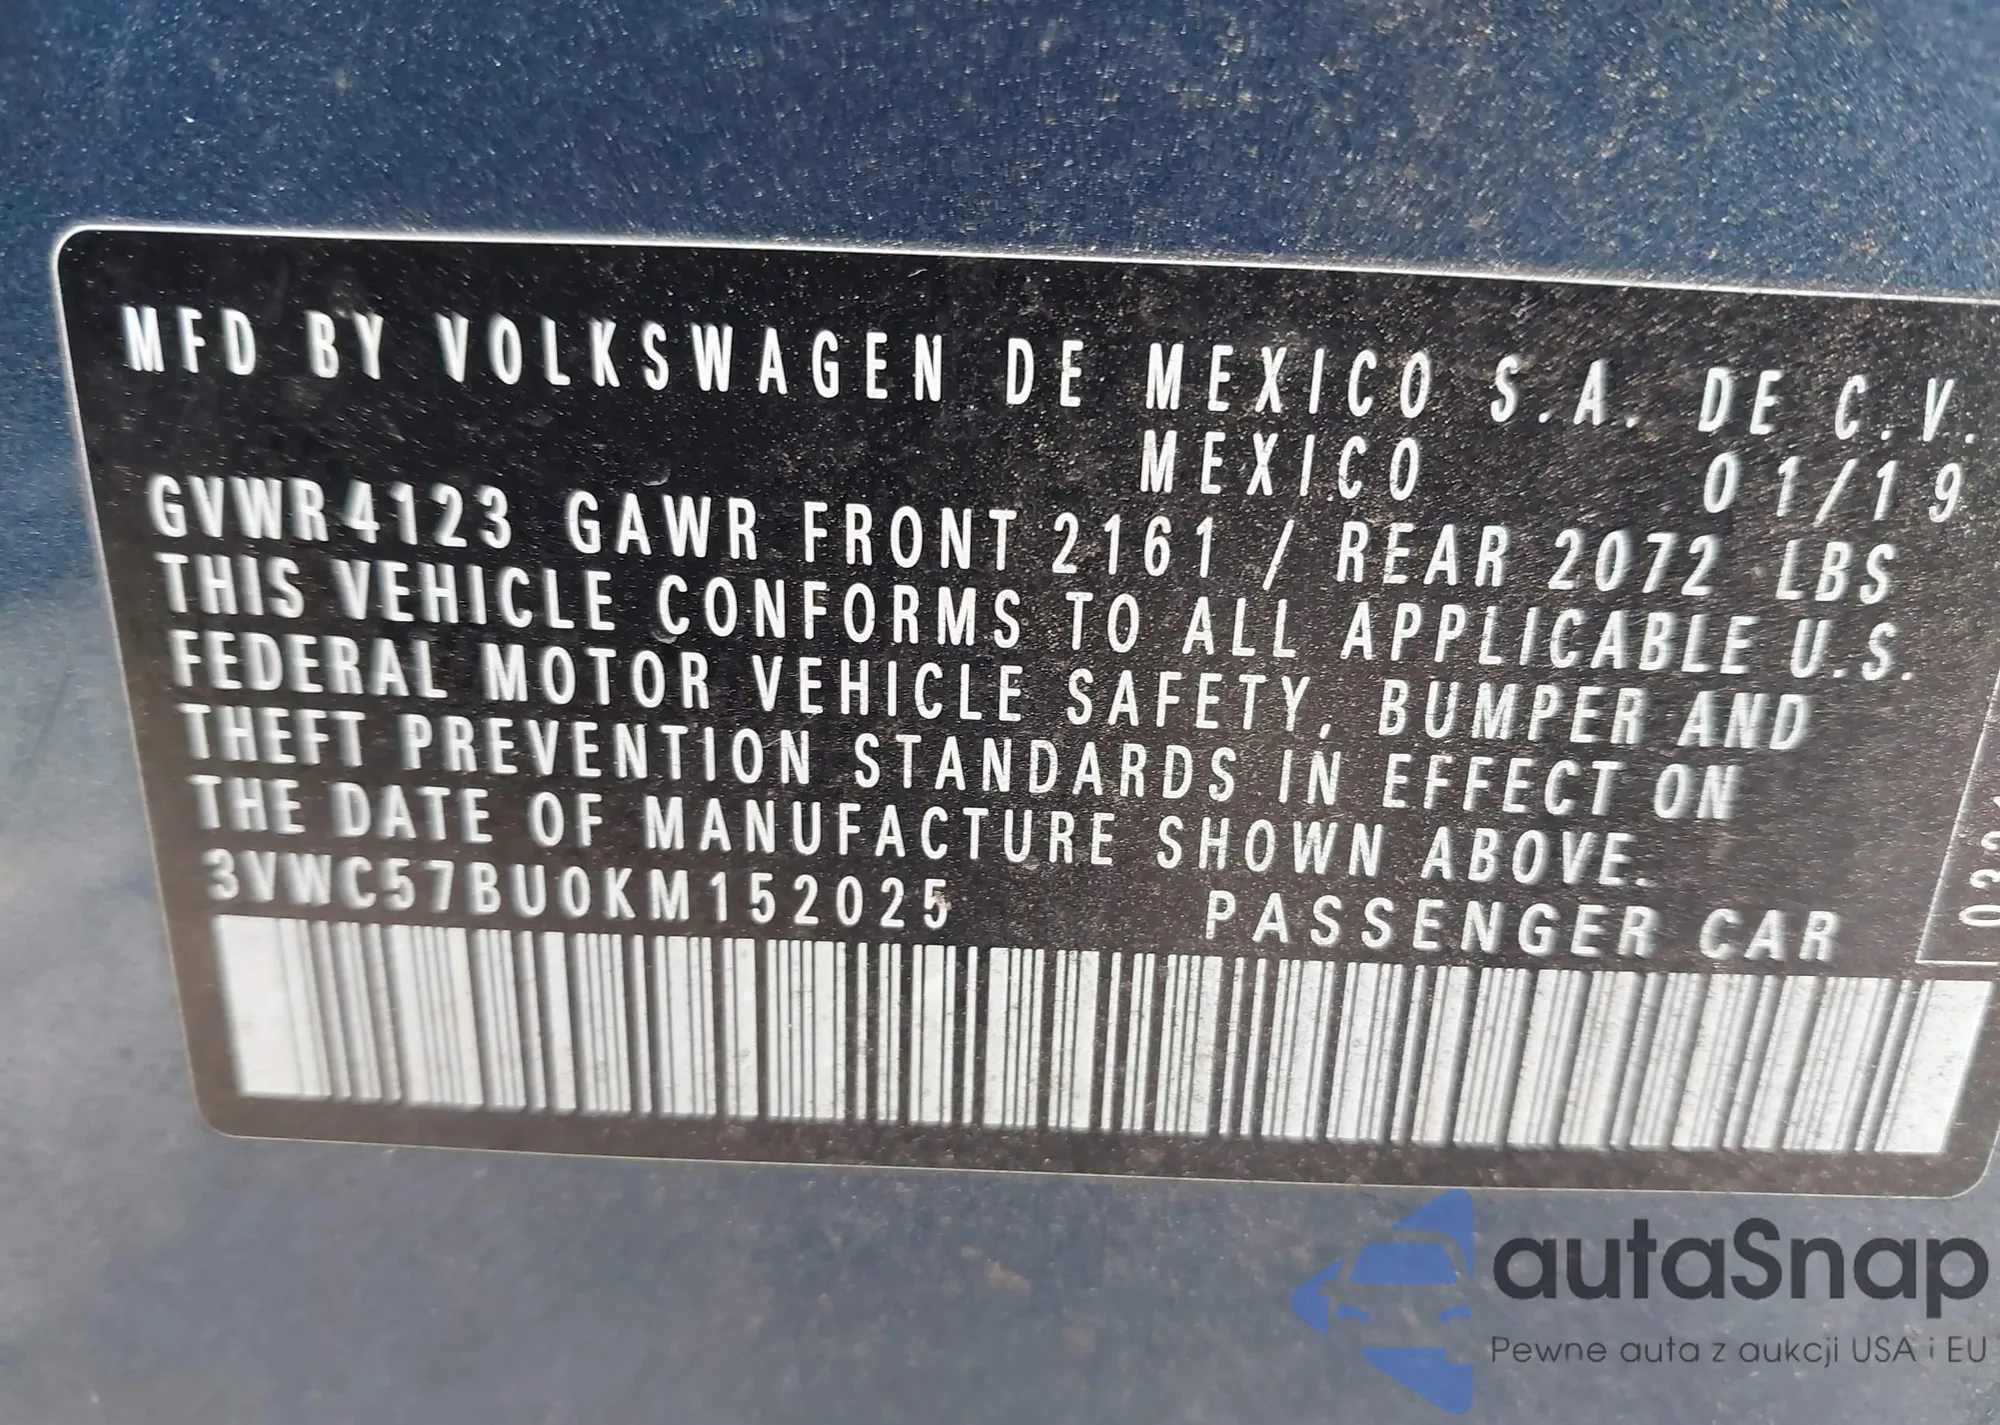 MFD BY VOLKSWAGEN DE MEXICO S.A. DE C.V.
MEXICO 01/19
GVWR 4123 GAWR FRONT 2161 / REAR 2072 LBS
THIS VEHICLE CONFORMS TO ALL APPLICABLE U.S.
FEDERAL MOTOR VEHICLE SAFETY, BUMPER AND
THEFT PREVENTION STANDARDS IN EFFECT ON
THE DATE OF MANUFACTURE SHOWN ABOVE.
3VWC57BU0KM152025 PASSENGER CAR
autaSnap
Pewne auta z aukcji USA i EU